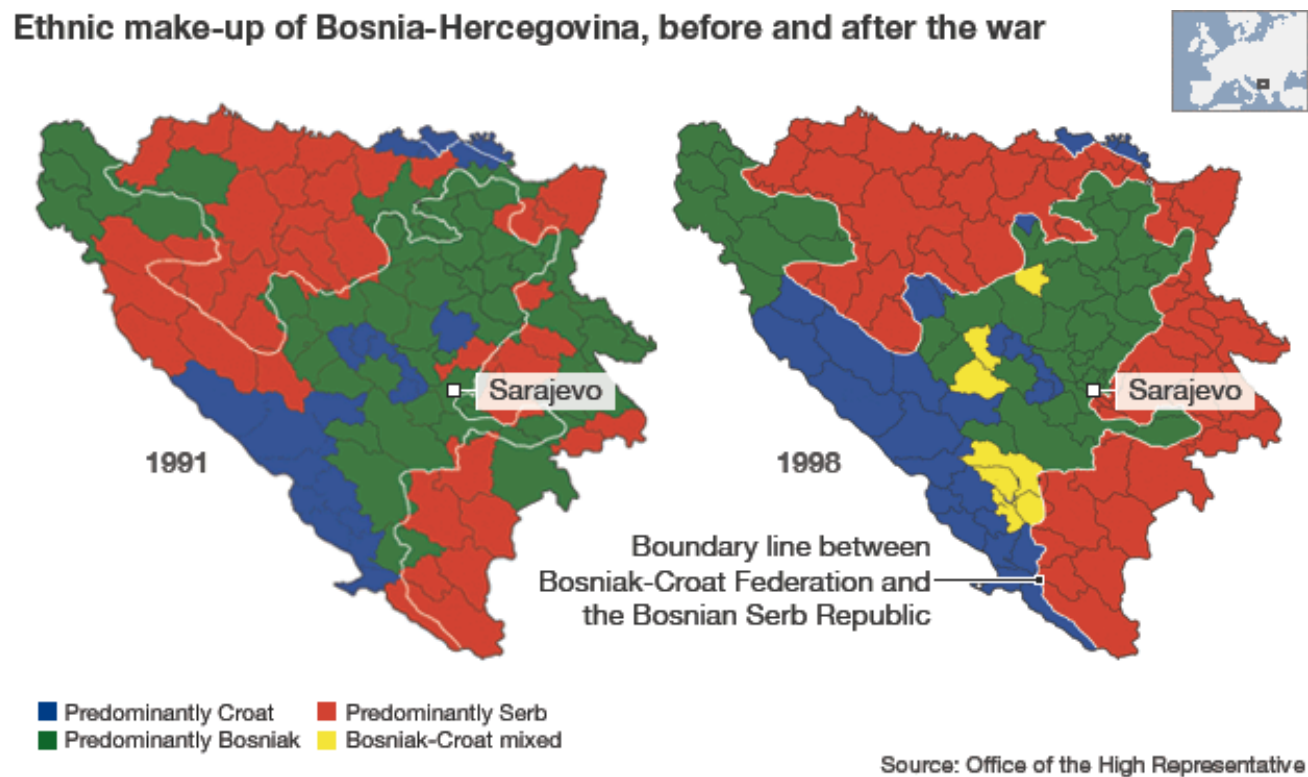 Ethnic make-up of Bosnia-Hercegovina, before and after the war
Sarajevo
Sarajevo
1991
1998
Boundary line between
Bosniak-Croat Federation and
the Bosnian Serb Republic
Predominantly Croat
Predominantly Serb
Predominantly Bosniak
Bosniak-Croat mixed
Source: Office of the High Representative